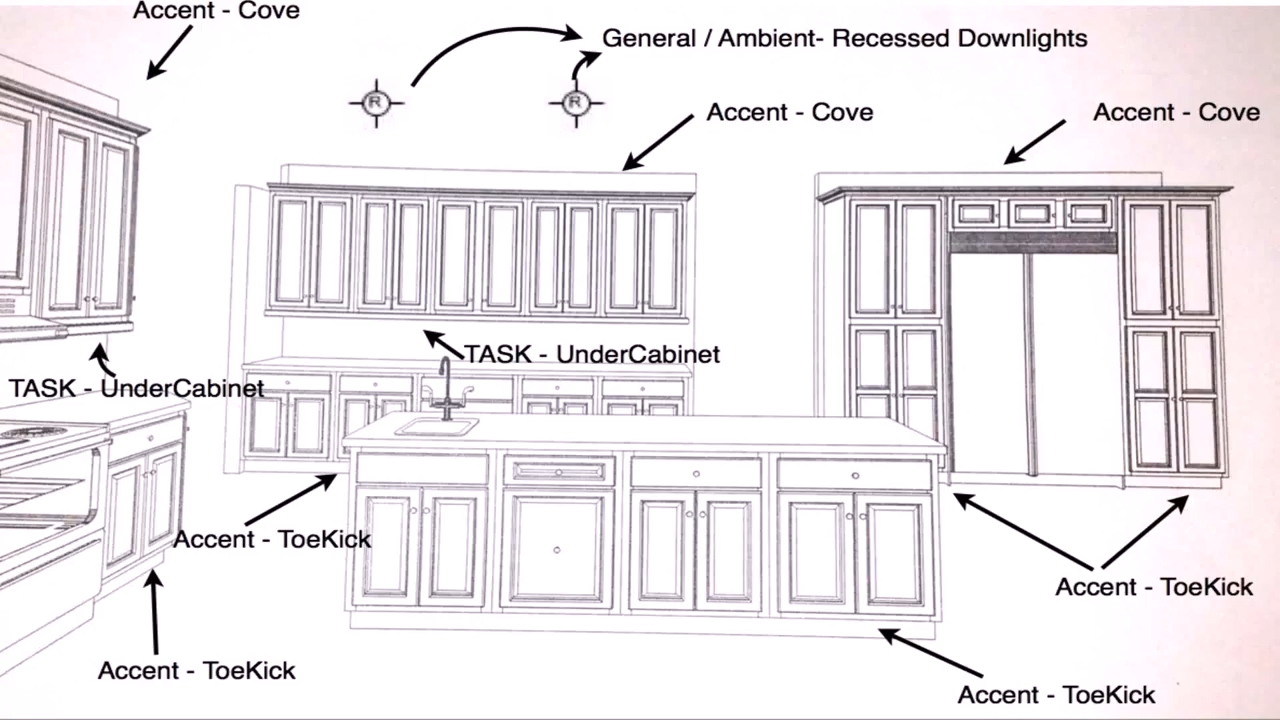 Accent - Cove
General / Ambient- Recessed Downlights
R
R
Accent - Cove
Accent - Cove
TASK - UnderCabinet
TASK - UnderCabinet
Accent - ToeKick
Accent - ToeKick
Accent - ToeKick
Accent - ToeKick